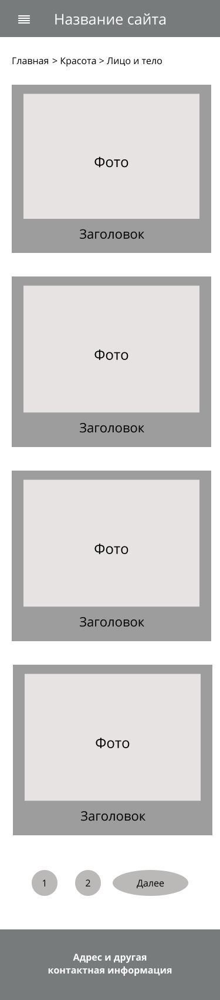 Название сайта
Главная > Красота > Лицо и тело
Фото
Заголовок
Фото
Заголовок
Фото
Заголовок
Фото
Заголовок
1 2 Далее
Адрес и другая
контактная информация